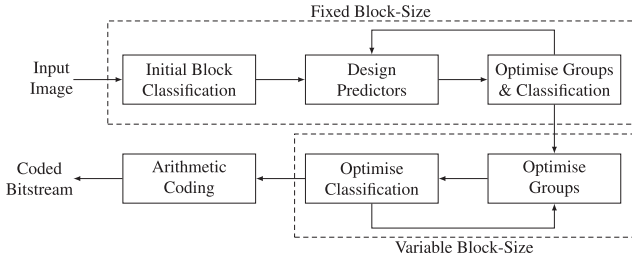 Fixed Block-Size
Input
Image
Initial Block
Classification
Design
Predictors
Optimise Groups
& Classification
Coded
Bitstream
Arithmetic
Coding
Optimise
Classification
Optimise
Groups
Variable Block-Size